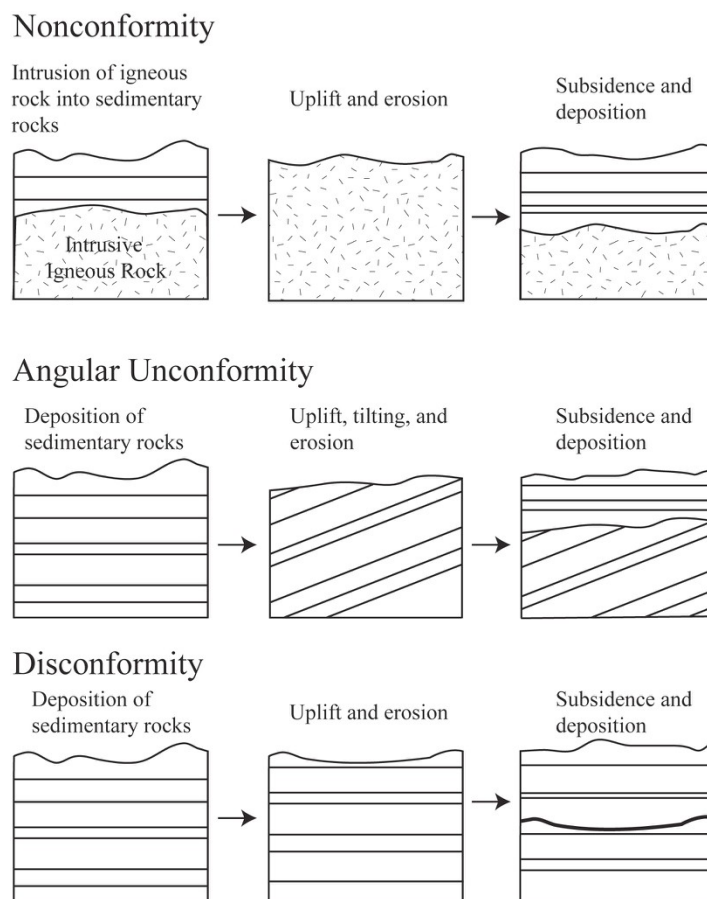 Nonconformity
Intrusion of igneous
rock into sedimentary
rocks
Uplift and erosion
Subsidence and
deposition
Intrusive
Igneous Rock
Angular Unconformity
Deposition of
sedimentary rocks
Uplift, tilting, and
erosion
Subsidence and
deposition
Disconformity
Deposition of
sedimentary rocks
Uplift and erosion
Subsidence and
deposition